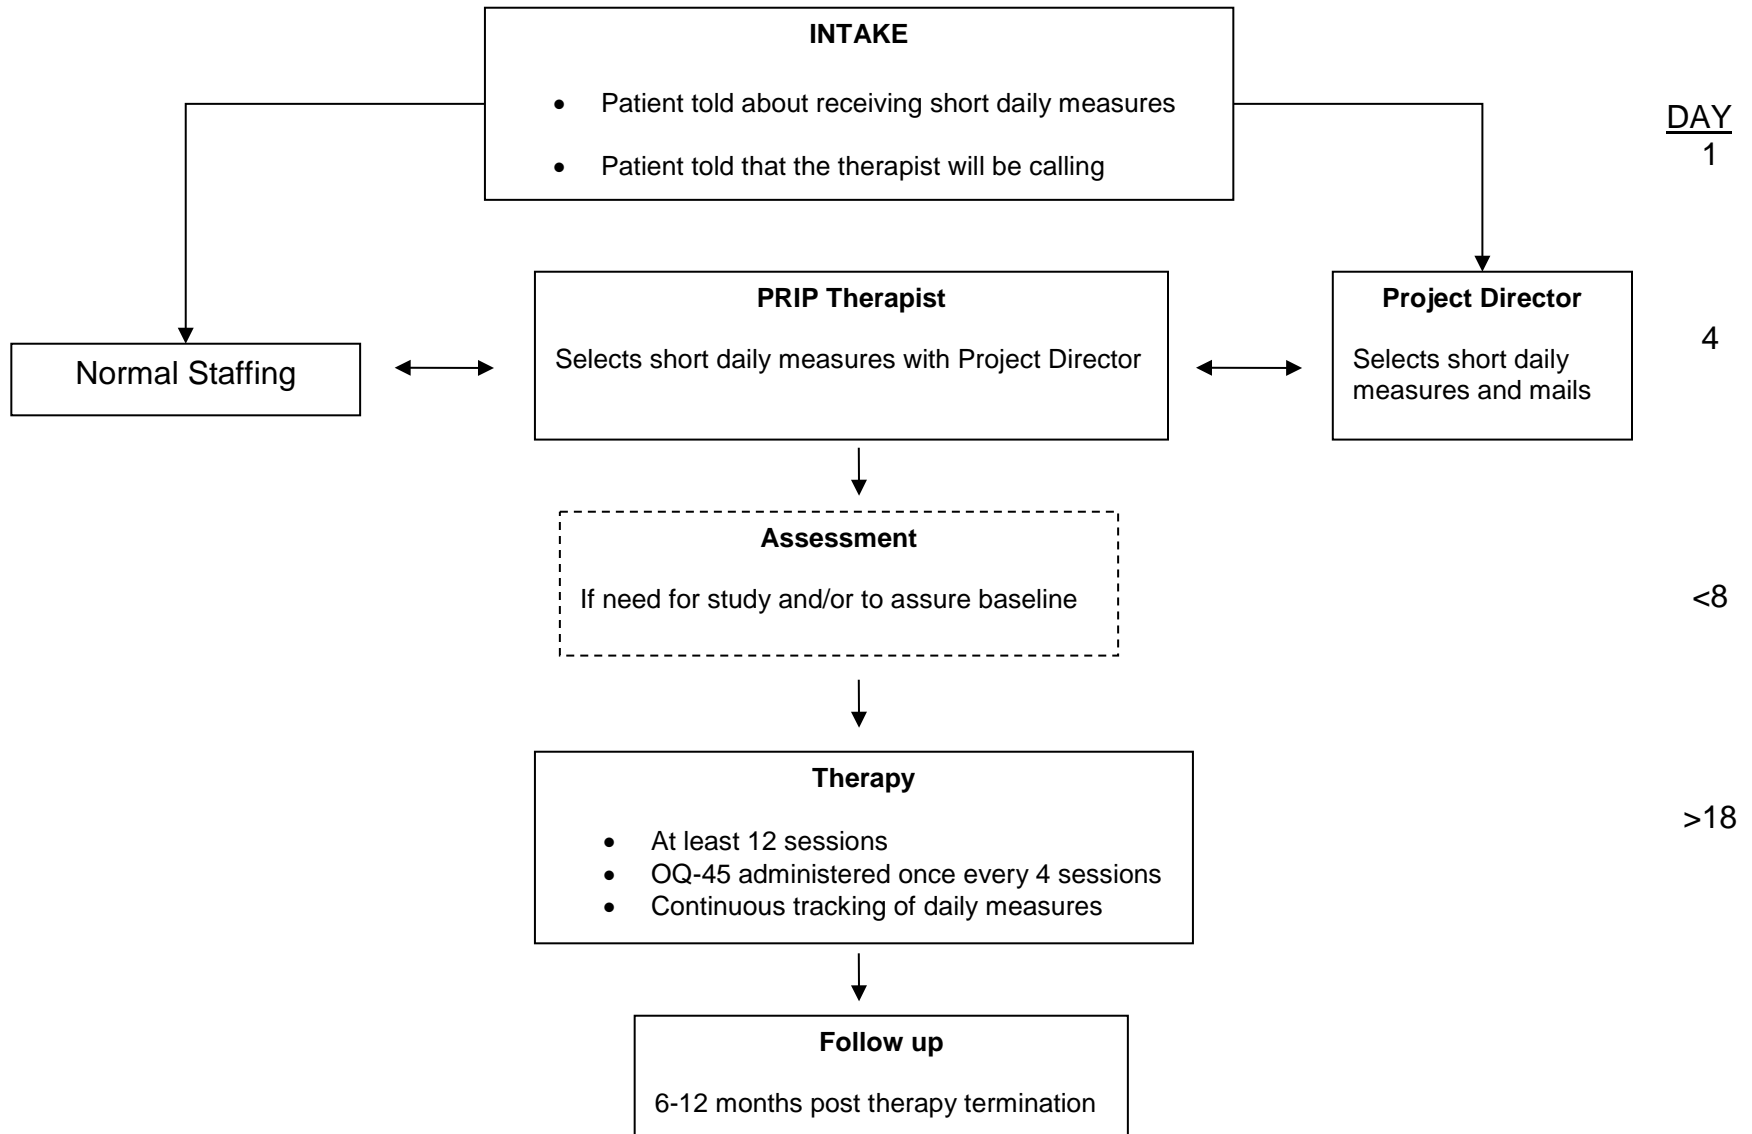 INTAKE
• Patient told about receiving short daily measures
• Patient told that the therapist will be calling
DAY
1
Normal Staffing
PRIP Therapist
Selects short daily measures with Project Director
Project Director
Selects short daily
measures and mails
4
Assessment
If need for study and/or to assure baseline
<8
Therapy
• At least 12 sessions
• OQ-45 administered once every 4 sessions
• Continuous tracking of daily measures
>18
Follow up
6-12 months post therapy termination